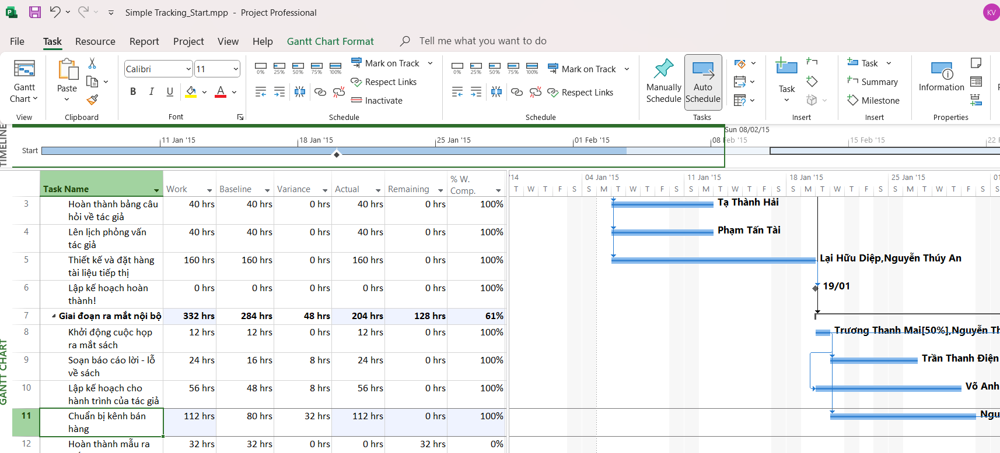 Simple Tracking_Start.mpp - Project Professional
KV
File Task Resource Report Project View Help Gantt Chart Format Tell me what you want to do
Gantt Chart
View
Paste
Clipboard
Calibri 11
B I U A
Font
0% 25% 50% 75% 100%
Mark on Track
Respect Links
Inactivate
Schedule
0% 25% 50% 75% 100%
Mark on Track
Respect Links
Schedule
Manually Schedule
Auto Schedule
Tasks
Task
Insert
Task
Summary
Milestone
Insert
Information
Properties
TIMELINE
Sun 08/02/15
11 Jan '15 18 Jan '15 25 Jan '15 01 Feb '15 08 Feb '15 15 Feb '15 22 F
Start
GANTT CHART
Task Name Work Baseline Variance Actual Remaining % W. Comp.
'14 04 Jan '15 11 Jan '15 18 Jan '15 25 Jan '15 01
T W T F S S M T W T F S S M T W T F S S M T W T F S S M T W T F S S
3 Hoàn thành bảng câu hỏi về tác giả 40 hrs 40 hrs 0 hrs 40 hrs 0 hrs 100%
Tạ Thành Hải
4 Lên lịch phỏng vấn tác giả 40 hrs 40 hrs 0 hrs 40 hrs 0 hrs 100%
Phạm Tấn Tài
5 Thiết kế và đặt hàng tài liệu tiếp thị 160 hrs 160 hrs 0 hrs 160 hrs 0 hrs 100%
Lại Hữu Diệp,Nguyễn Thúy An
6 Lập kế hoạch hoàn thành! 0 hrs 0 hrs 0 hrs 0 hrs 0 hrs 100%
19/01
7 Giai đoạn ra mắt nội bộ 332 hrs 284 hrs 48 hrs 204 hrs 128 hrs 61%
8 Khởi động cuộc họp ra mắt sách 12 hrs 12 hrs 0 hrs 12 hrs 0 hrs 100%
Trương Thanh Mai[50%],Nguyễn Th
9 Soạn báo cáo lời - lỗ về sách 24 hrs 16 hrs 8 hrs 24 hrs 0 hrs 100%
Trần Thanh Điện
10 Lập kế hoạch cho hành trình của tác giả 56 hrs 48 hrs 8 hrs 56 hrs 0 hrs 100%
Võ Anh
11 Chuẩn bị kênh bán hàng 112 hrs 80 hrs 32 hrs 112 hrs 0 hrs 100%
Ngu
12 Hoàn thành mẫu ra 32 hrs 32 hrs 0 hrs 0 hrs 32 hrs 0%